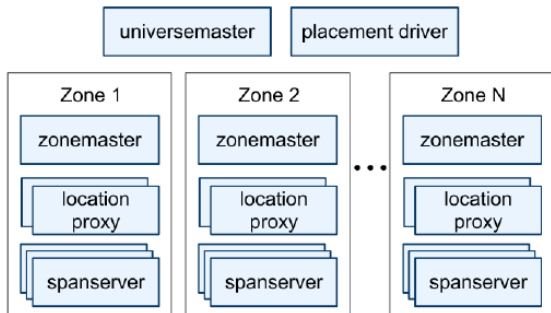 universemaster placement driver
Zone 1 Zone 2 Zone N
zonemaster zonemaster zonemaster
...
location location location
proxy proxy proxy
spanserver spanserver spanserver